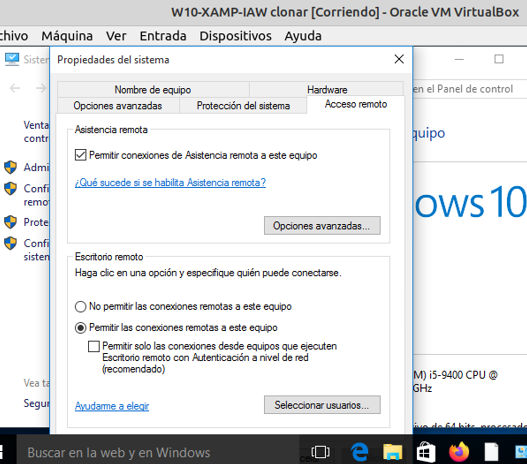 W10-XAMP-IAW clonar [Corriendo] - Oracle VM VirtualBox
chivo Máquina Ver Entrada Dispositivos Ayuda
Sistem
Propiedades del sistema
en el Panel de control
Nombre de equipo Hardware
Opciones avanzadas Protección del sistema Acceso remoto
Venta
contr
Asistencia remota
quipo
Permitir conexiones de Asistencia remota a este equipo
Admi
¿Qué sucede si se habilita Asistencia remota?
Confi
remot
ows 10
Prote
Opciones avanzadas...
Confi
sistem
Escritorio remoto
Haga clic en una opción y especifique quién puede conectarse.
No permitir las conexiones remotas a este equipo
Permitir las conexiones remotas a este equipo
Permitir solo las conexiones desde equipos que ejecuten
Escritorio remoto con Autenticación a nivel de red
(recomendado)
M) i5-9400 CPU @
GHz
Vea ta
Segur
Ayudarme a elegir
Seleccionar usuarios...
Buscar en la web y en Windows